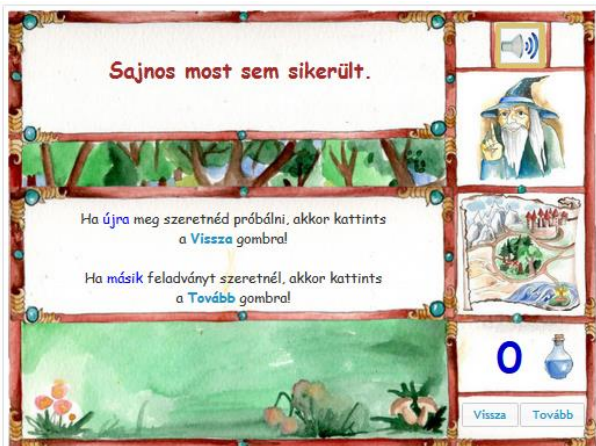 Sajnos most sem sikerült.
Ha újra meg szeretnéd próbálni, akkor kattints
a Vissza gombra!
Ha másik feladványt szeretnél, akkor kattints
a Tovább gombra!
0
Vissza Tovább